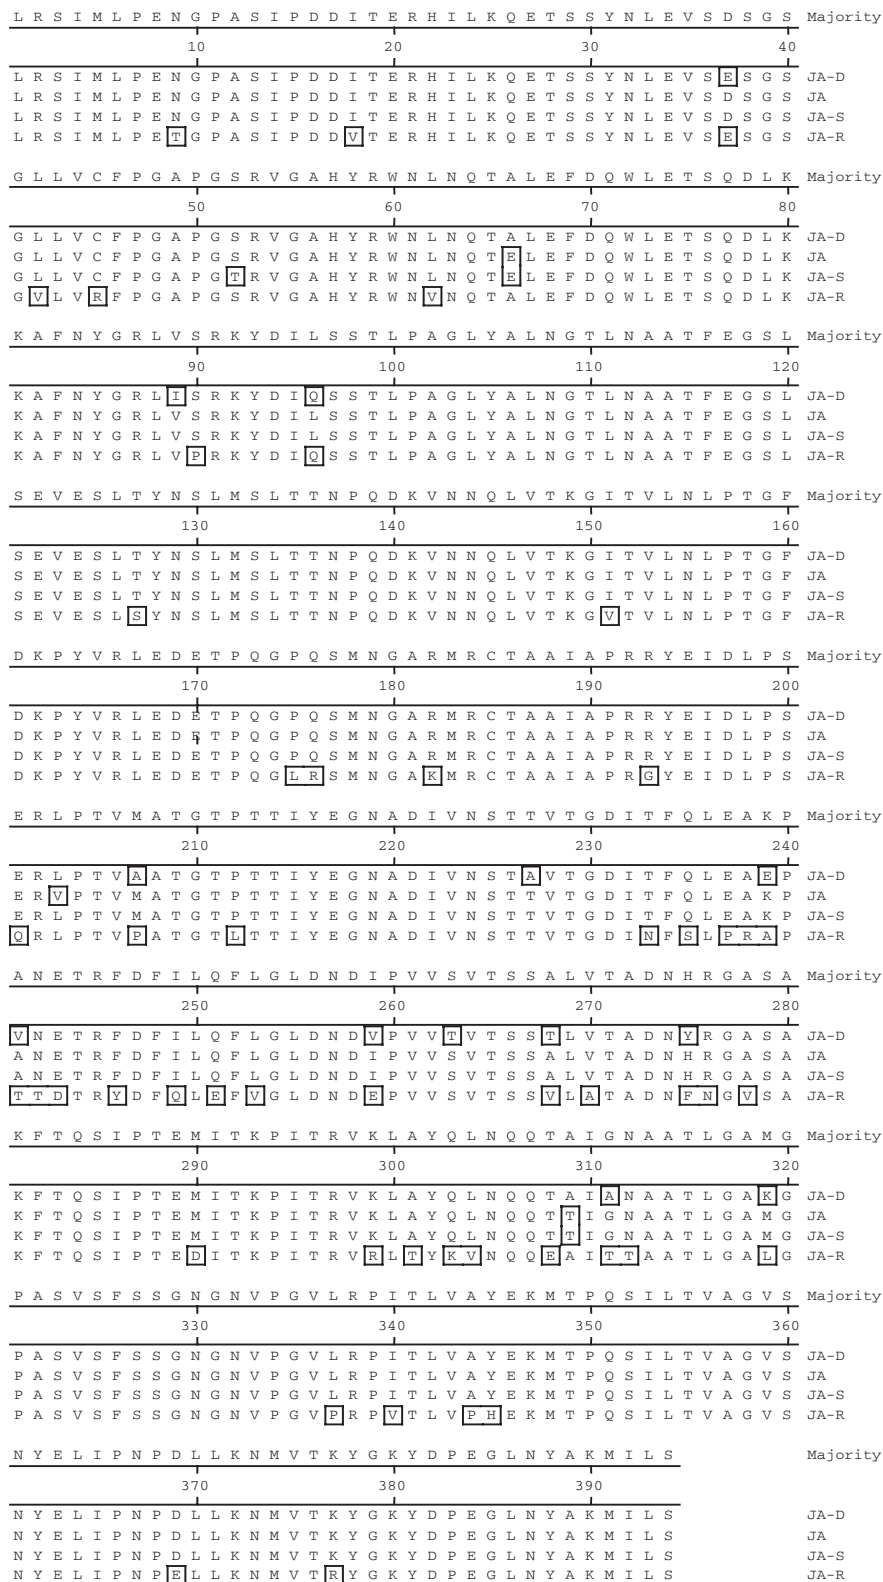 L R S I M L P E N G P A S I P D D I T E R H I L K Q E T S S Y N L E V S D S G S Majority
10 20 30 40
L R S I M L P E N G P A S I P D D I T E R H I L K Q E T S S Y N L E V S E S G S JA-D
L R S I M L P E N G P A S I P D D I T E R H I L K Q E T S S Y N L E V S D S G S JA
L R S I M L P E N G P A S I P D D I T E R H I L K Q E T S S Y N L E V S D S G S JA-S
L R S I M L P E T G P A S I P D D V T E R H I L K Q E T S S Y N L E V S E S G S JA-R
G L L V C F P G A P G S R V G A H Y R W N L N Q T A L E F D Q W L E T S Q D L K Majority
50 60 70 80
G L L V C F P G A P G S R V G A H Y R W N L N Q T A L E F D Q W L E T S Q D L K JA-D
G L L V C F P G A P G S R V G A H Y R W N L N Q T E L E F D Q W L E T S Q D L K JA
G L L V C F P G A P G T R V G A H Y R W N L N Q T E L E F D Q W L E T S Q D L K JA-S
G V L V R F P G A P G S R V G A H Y R W N V N Q T A L E F D Q W L E T S Q D L K JA-R
K A F N Y G R L V S R K Y D I L S S T L P A G L Y A L N G T L N A A T F E G S L Majority
90 100 110 120
K A F N Y G R L I S R K Y D I Q S S T L P A G L Y A L N G T L N A A T F E G S L JA-D
K A F N Y G R L V S R K Y D I L S S T L P A G L Y A L N G T L N A A T F E G S L JA
K A F N Y G R L V S R K Y D I L S S T L P A G L Y A L N G T L N A A T F E G S L JA-S
K A F N Y G R L V P R K Y D I Q S S T L P A G L Y A L N G T L N A A T F E G S L JA-R
S E V E S L T Y N S L M S L T T N P Q D K V N N Q L V T K G I T V L N L P T G F Majority
130 140 150 160
S E V E S L T Y N S L M S L T T N P Q D K V N N Q L V T K G I T V L N L P T G F JA-D
S E V E S L T Y N S L M S L T T N P Q D K V N N Q L V T K G I T V L N L P T G F JA
S E V E S L T Y N S L M S L T T N P Q D K V N N Q L V T K G I T V L N L P T G F JA-S
S E V E S L S Y N S L M S L T T N P Q D K V N N Q L V T K G V T V L N L P T G F JA-R
D K P Y V R L E D E T P Q G P Q S M N G A R M R C T A A I A P R R Y E I D L P S Majority
170 180 190 200
D K P Y V R L E D E T P Q G P Q S M N G A R M R C T A A I A P R R Y E I D L P S JA-D
D K P Y V R L E D E T P Q G P Q S M N G A R M R C T A A I A P R R Y E I D L P S JA
D K P Y V R L E D E T P Q G P Q S M N G A R M R C T A A I A P R R Y E I D L P S JA-S
D K P Y V R L E D E T P Q G L R S M N G A K M R C T A A I A P R G Y E I D L P S JA-R
E R L P T V M A T G T P T T I Y E G N A D I V N S T T V T G D I T F Q L E A K P Majority
210 220 230 240
E R L P T V A A T G T P T T I Y E G N A D I V N S T A V T G D I T F Q L E A E P JA-D
E R V P T V M A T G T P T T I Y E G N A D I V N S T T V T G D I T F Q L E A K P JA
E R L P T V M A T G T P T T I Y E G N A D I V N S T T V T G D I T F Q L E A K P JA-S
Q R L P T V P A T G T L T T I Y E G N A D I V N S T T V T G D I N F S L P R A P JA-R
A N E T R F D F I L Q F L G L D N D I P V V S V T S S A L V T A D N H R G A S A Majority
250 260 270 280
V N E T R F D F I L Q F L G L D N D V P V V T V T S S T L V T A D N Y R G A S A JA-D
A N E T R F D F I L Q F L G L D N D I P V V S V T S S A L V T A D N H R G A S A JA
A N E T R F D F I L Q F L G L D N D I P V V S V T S S A L V T A D N H R G A S A JA-S
T T D T R Y D F Q L E F V G L D N D E P V V S V T S S V L A T A D N F N G V S A JA-R
K F T Q S I P T E M I T K P I T R V K L A Y Q L N Q Q T A I G N A A T L G A M G Majority
290 300 310 320
K F T Q S I P T E M I T K P I T R V K L A Y Q L N Q Q T A I A N A A T L G A K G JA-D
K F T Q S I P T E M I T K P I T R V K L A Y Q L N Q Q T T I G N A A T L G A M G JA
K F T Q S I P T E M I T K P I T R V K L A Y Q L N Q Q T T I G N A A T L G A M G JA-S
K F T Q S I P T E D I T K P I T R V R L T Y K V N Q Q E A I T T A A T L G A L G JA-R
P A S V S F S S G N G N V P G V L R P I T L V A Y E K M T P Q S I L T V A G V S Majority
330 340 350 360
P A S V S F S S G N G N V P G V L R P I T L V A Y E K M T P Q S I L T V A G V S JA-D
P A S V S F S S G N G N V P G V L R P I T L V A Y E K M T P Q S I L T V A G V S JA
P A S V S F S S G N G N V P G V L R P I T L V A Y E K M T P Q S I L T V A G V S JA-S
P A S V S F S S G N G N V P G V P R P V T L V P H E K M T P Q S I L T V A G V S JA-R
N Y E L I P N P D L L K N M V T K Y G K Y D P E G L N Y A K M I L S Majority
370 380 390
N Y E L I P N P D L L K N M V T K Y G K Y D P E G L N Y A K M I L S JA-D
N Y E L I P N P D L L K N M V T K Y G K Y D P E G L N Y A K M I L S JA
N Y E L I P N P D L L K N M V T K Y G K Y D P E G L N Y A K M I L S JA-S
N Y E L I P N P E L L K N M V T R Y G K Y D P E G L N Y A K M I L S JA-R